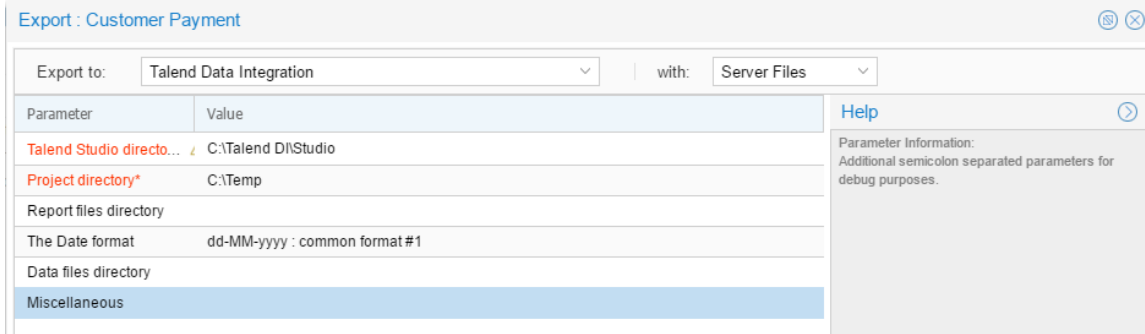 Export : Customer Payment
Export to: Talend Data Integration with: Server Files
Parameter Value
Talend Studio directo... C:\Talend DI\Studio
Project directory* C:\Temp
Report files directory
The Date format dd-MM-yyyy : common format #1
Data files directory
Miscellaneous
Help
Parameter Information:
Additional semicolon separated parameters for
debug purposes.